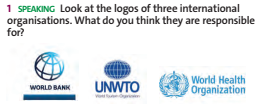 1 SPEAKING Look at the logos of three international
organisations. What do you think they are responsible
for?
WORLD BANK
UNWTO
World Tourism Organization
World Health
Organization